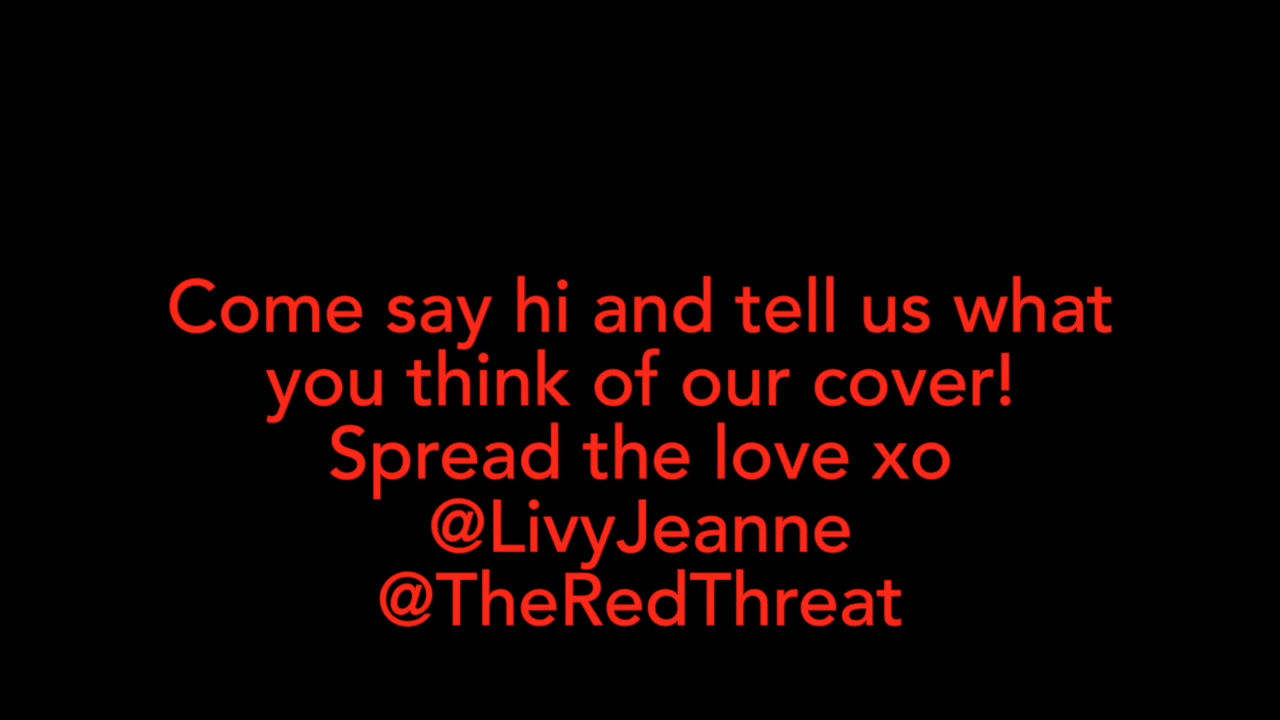 Come say hi and tell us what
you think of our cover!
Spread the love xo
@LivyJeanne
@TheRedThreat